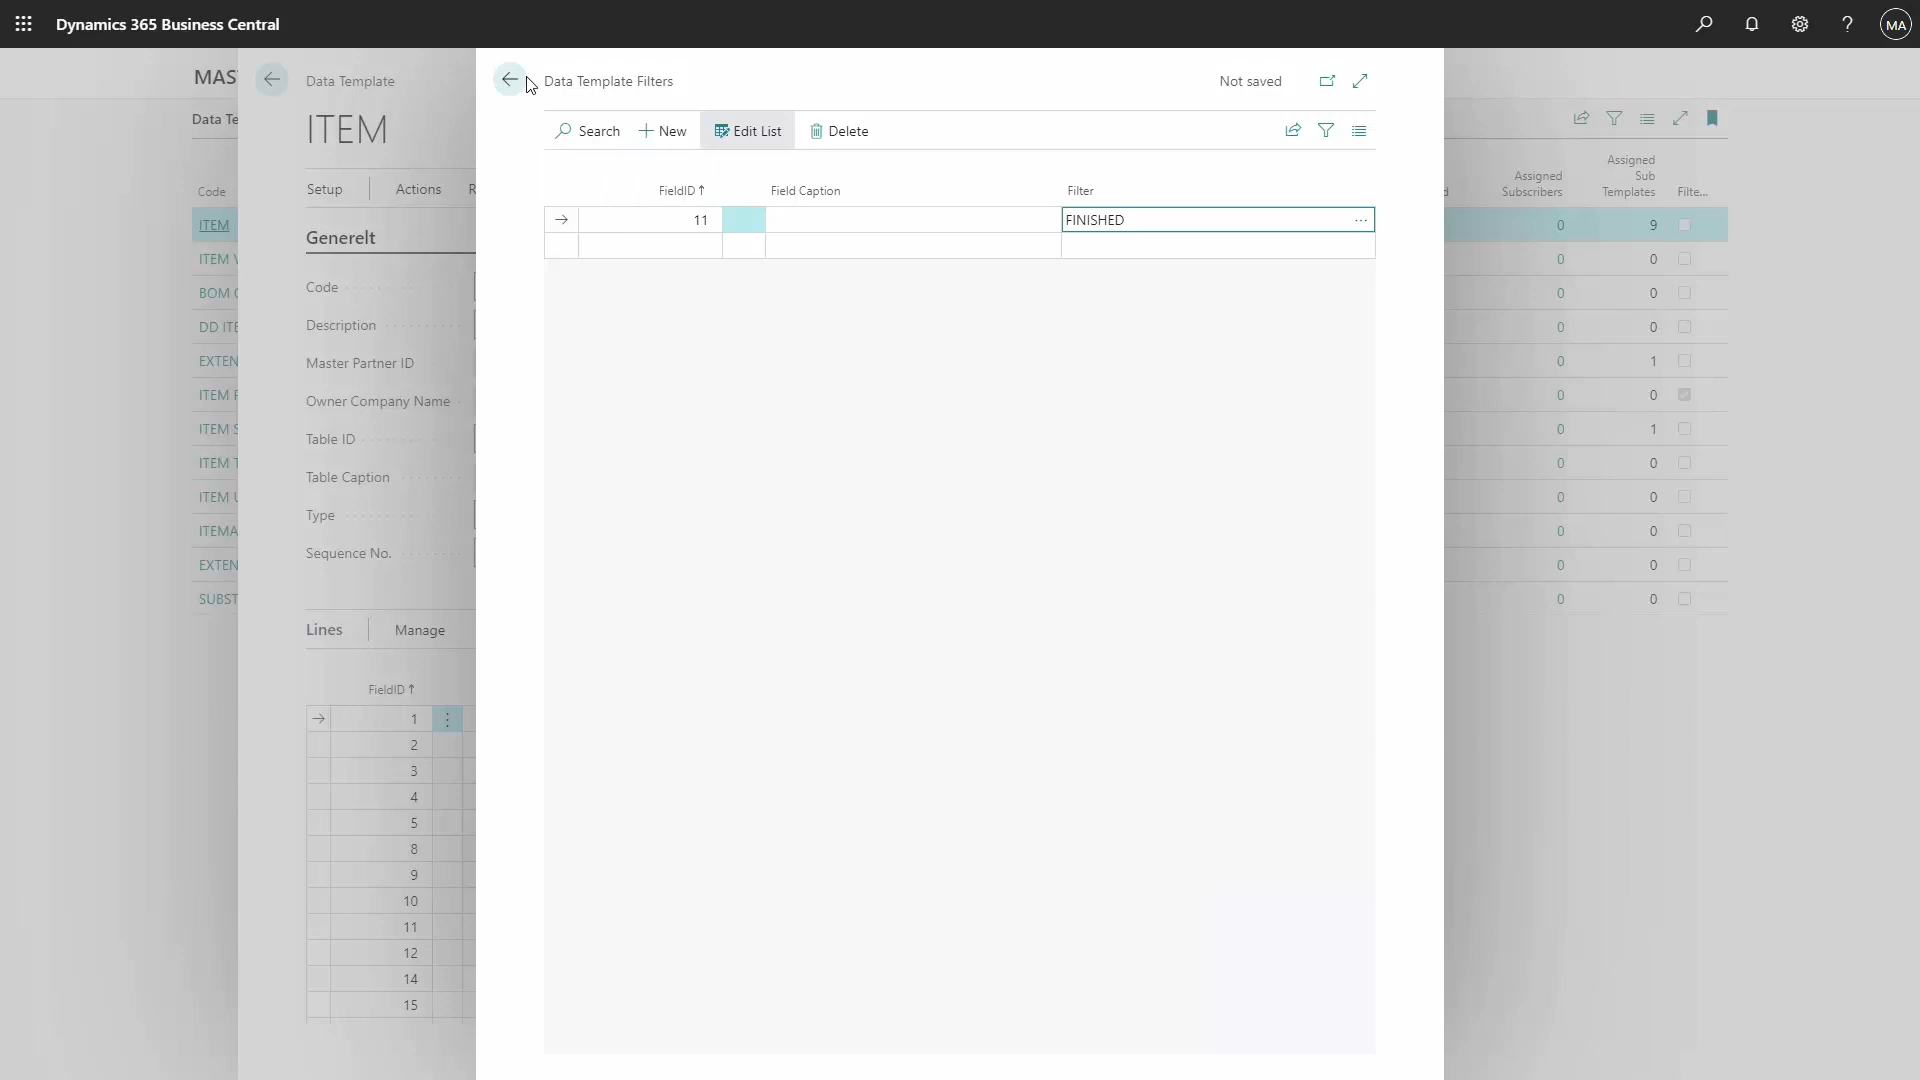 Dynamics 365 Business Central
MA
MAS
Data Te
Code
ITEM
ITEM V
BOM C
DD ITE
EXTEN
ITEM F
ITEM S
ITEM T
ITEM U
ITEMA
EXTEN
SUBST
Data Template
ITEM
Setup
Actions
R
Generelt
Code
Description
Master Partner ID
Owner Company Name
Table ID
Table Caption
Type
Sequence No.
Lines
Manage
FieldID
1
2
3
4
5
8
9
10
11
12
14
15
Data Template Filters
Not saved
Search
New
Edit List
Delete
FieldID
Field Caption
Filter
11
FINISHED
d
Assigned
Subscribers
Assigned
Sub
Templates
Filte...
0 9
0 0
0 0
0 0
0 1
0 0
0 1
0 0
0 0
0 0
0 0
0 0